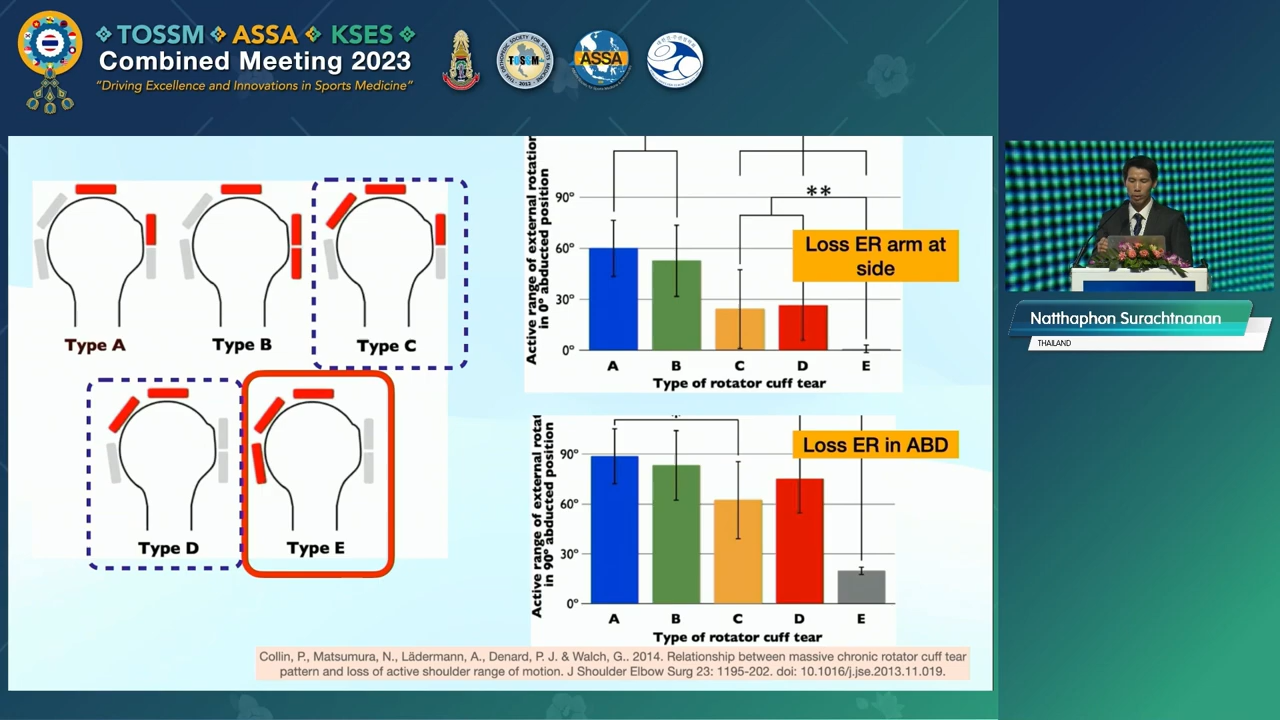 TOSSM ASSA KSES
Combined Meeting 2023
“Driving Excellence and Innovations in Sports Medicine”
TOSSM
ASSA
Type A
Type B
Type C
Type D
Type E
Active range of external rotation
in 0° abducted position
90°
60°
30°
0°
**
Loss ER arm at
side
A B C D E
Type of rotator cuff tear
in 90° abducted position
90°
60°
30°
0°
Loss ER in ABD
A B C D E
Type of rotator cuff tear
Collin, P., Matsumura, N., Lädermann, A., Denard, P. J. & Walch, G.. 2014. Relationship between massive chronic rotator cuff tear
pattern and loss of active shoulder range of motion. J Shoulder Elbow Surg 23: 1195-202. doi: 10.1016/j.jse.2013.11.019.
Natthaphon Surachtnanan
THAILAND